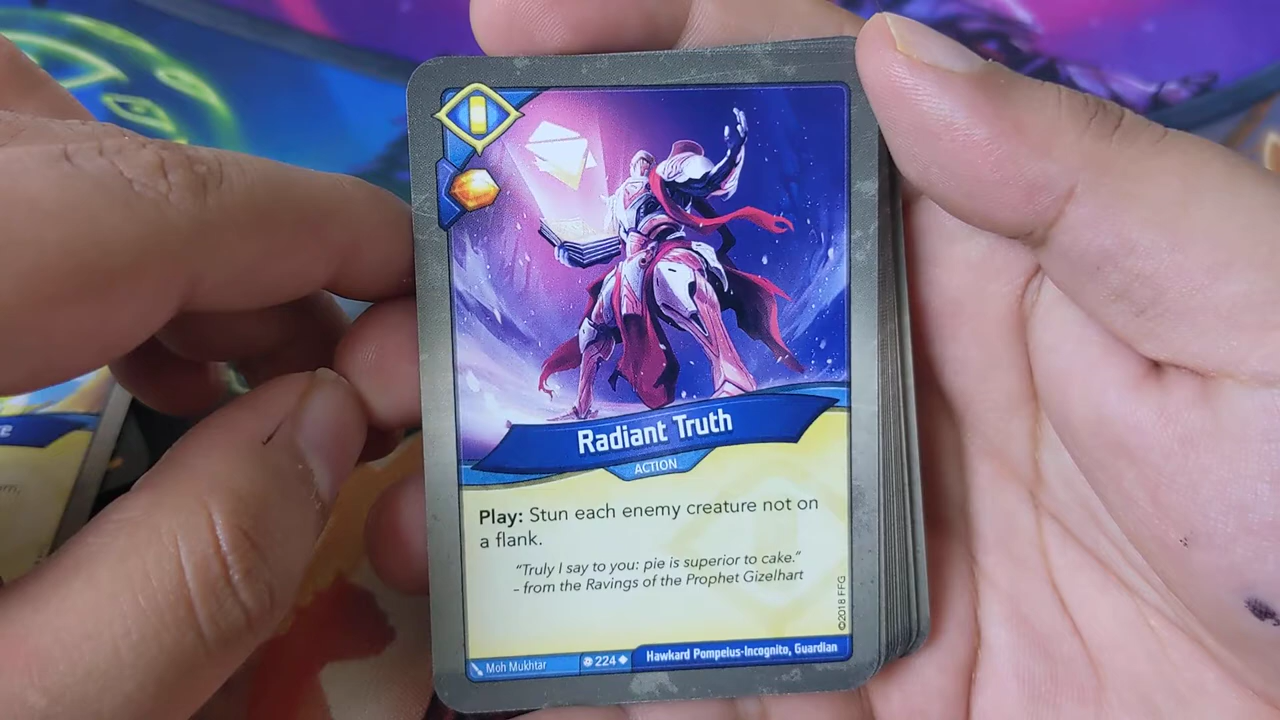 Radiant Truth
ACTION
Play: Stun each enemy creature not on
a flank.
"Truly I say to you: pie is superior to cake."
– from the Ravings of the Prophet Gizelhart
©2018 FFG
Moh Mukhtar
224
Hawkard Pompeius-Incognito, Guardian